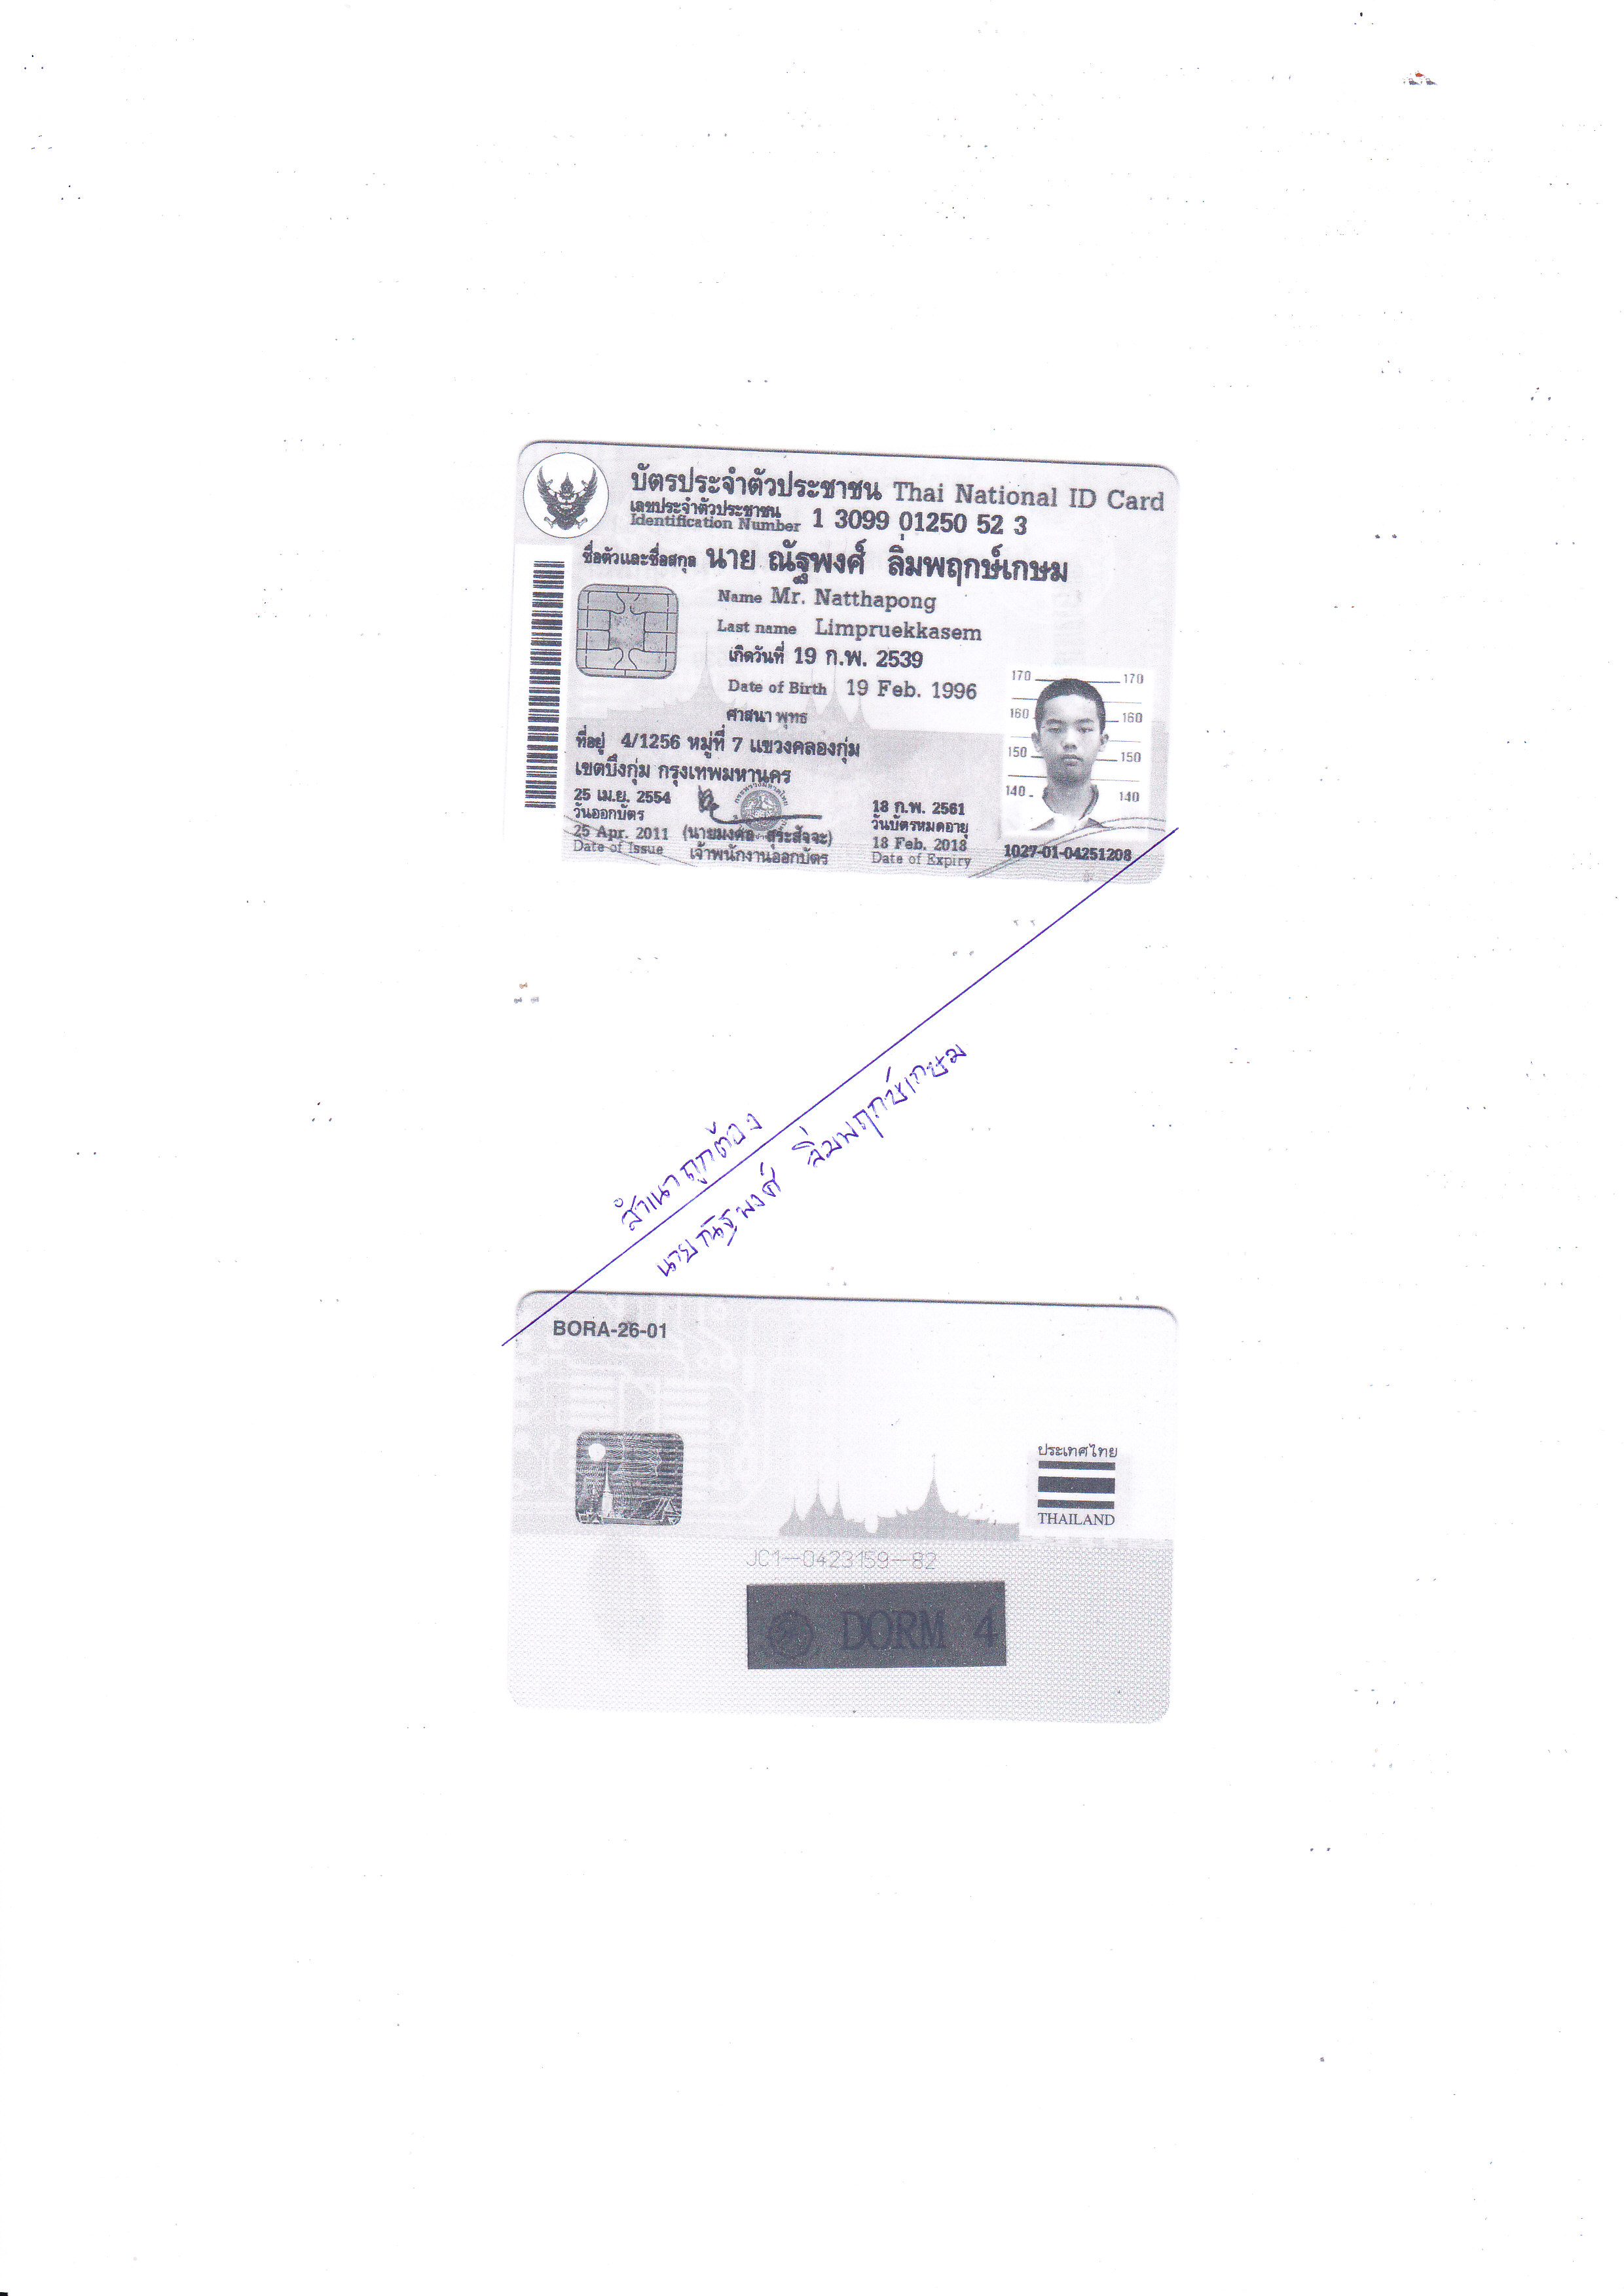 บัตรประจำตัวประชาชน Thai National ID Card
เลขประจำตัวประชาชน
Identification Number 1 3099 01250 52 3
ชื่อตัวและชื่อสกุล นาย ณัฐพงศ์ ลิ่มพฤกษ์เกษม
Name Mr. Natthapong
Last name Limpruekkasem
เกิดวันที่ 19 ก.พ. 2539
Date of Birth 19 Feb. 1996
ศาสนา พุทธ
ที่อยู่ 4/1256 หมู่ที่ 7 แขวงคลองกุ่ม
เขตบึงกุ่ม กรุงเทพมหานคร
170 170
160 160
150 150
140 140
25 เม.ย. 2554
วันออกบัตร
25 Apr. 2011
Date of Issue
(นายมงคล สุระสัจจะ)
เจ้าพนักงานออกบัตร
18 ก.พ. 2561
วันบัตรหมดอายุ
18 Feb. 2018
Date of Expiry
1027-01-04251208
สำเนาถูกต้อง
นาย ณัฐพงศ์ ลิ่มพฤกษ์เกษม
BORA-26-01
ประเทศไทย
THAILAND
JC1-0423159-82
DORM 4